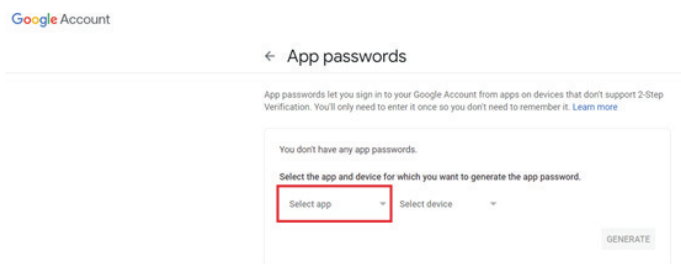 Google Account
← App passwords
App passwords let you sign in to your Google Account from apps on devices that don't support 2-Step
Verification. You'll only need to enter it once so you don't need to remember it. Learn more
You don't have any app passwords.
Select the app and device for which you want to generate the app password.
Select app Select device
GENERATE